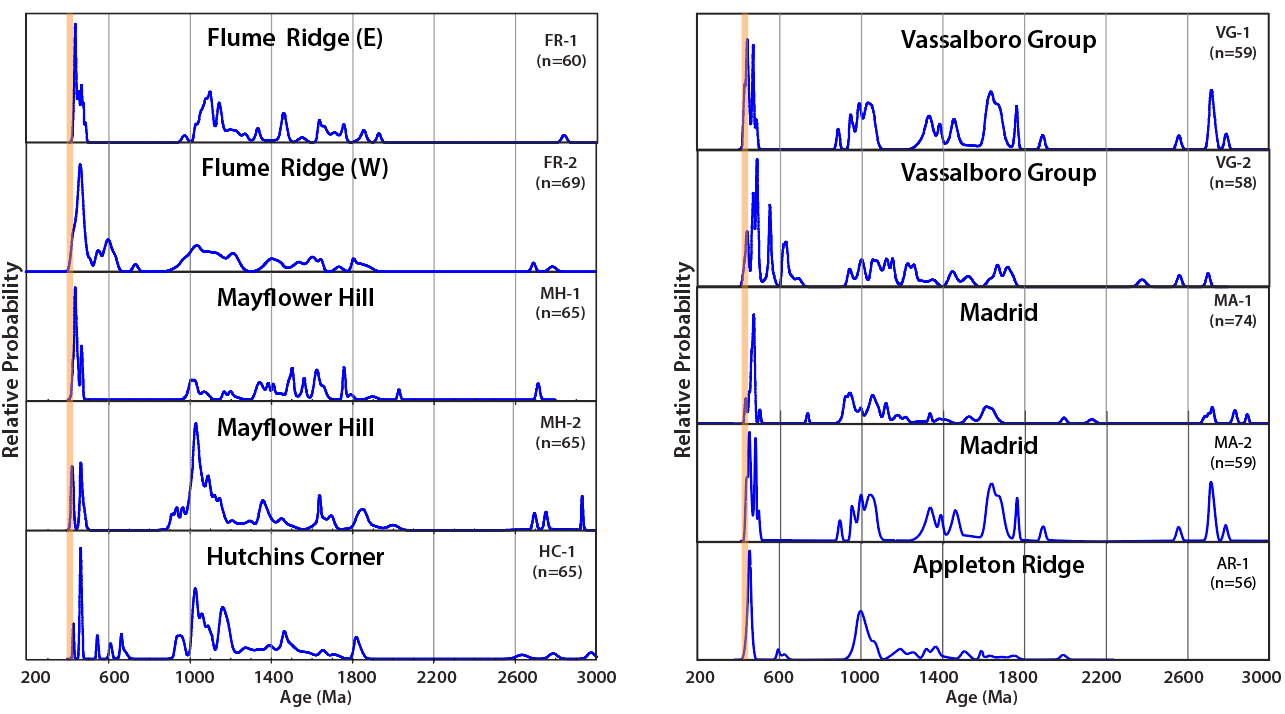 Flume Ridge (E)
FR-1
(n=60)
Flume Ridge (W)
FR-2
(n=69)
Mayflower Hill
MH-1
(n=65)
Mayflower Hill
MH-2
(n=65)
Hutchins Corner
HC-1
(n=65)
Relative Probability
200 600 1000 1400 1800 2200 2600 3000
Age (Ma)
Vassalboro Group
VG-1
(n=59)
Vassalboro Group
VG-2
(n=58)
Madrid
MA-1
(n=74)
Madrid
MA-2
(n=59)
Appleton Ridge
AR-1
(n=56)
Relative Probability
200 600 1000 1400 1800 2200 2600 3000
Age (Ma)